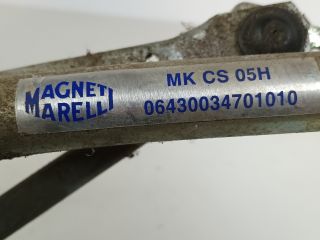 MAGNETI
MARELLI
MK CS 05H
06430034701010